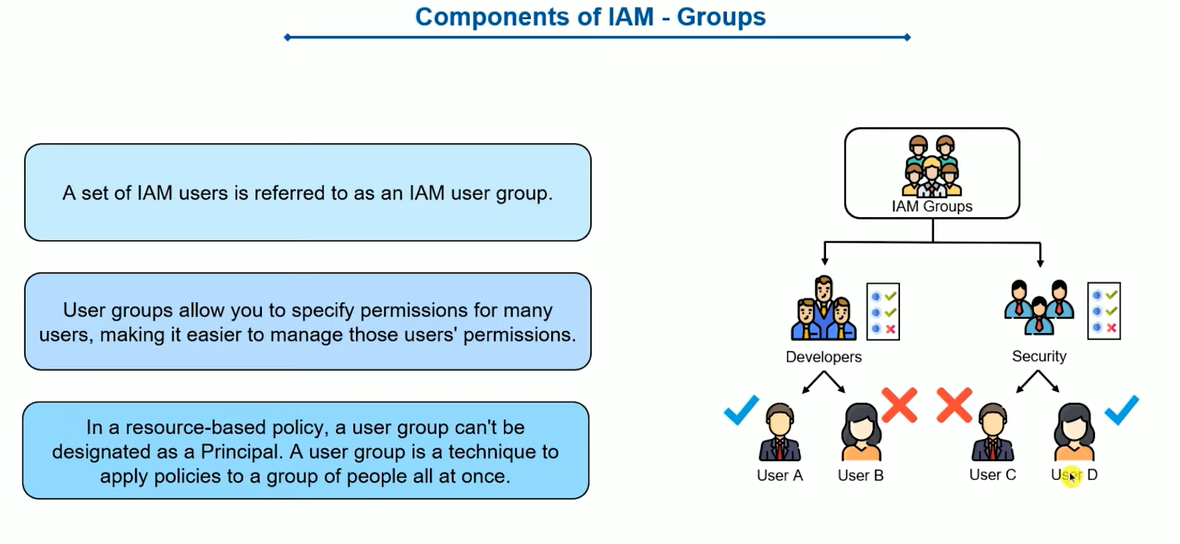 Components of IAM - Groups
A set of IAM users is referred to as an IAM user group.
User groups allow you to specify permissions for many
users, making it easier to manage those users' permissions.
In a resource-based policy, a user group can't be
designated as a Principal. A user group is a technique to
apply policies to a group of people all at once.
IAM Groups
Developers
Security
User A
User B
User C
User D